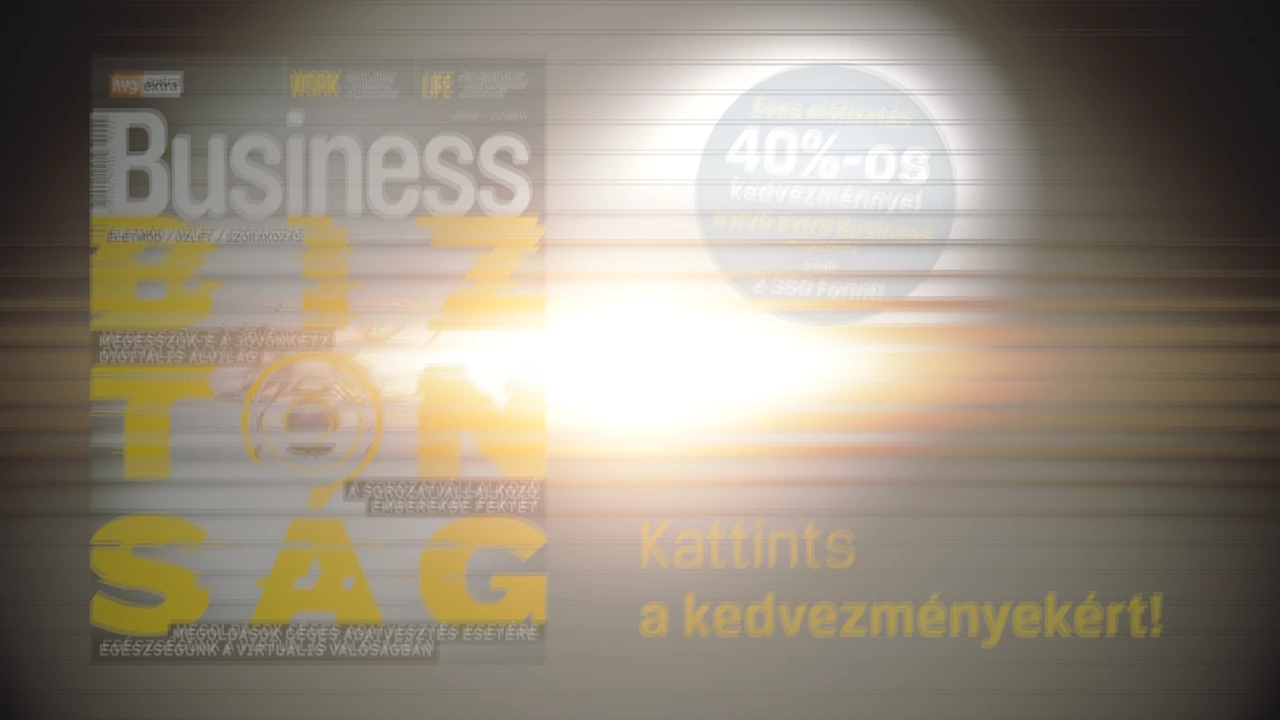 hvg extra
WORK
LIFE
Business
ÉLETMÓD / ÜZLET / SZÓRAKOZÁS
BIZ
MEGESSZÜK-E A JÖVŐNKET?
DIGITÁLIS ALVILÁG
TON
A SOROZATVÁLLALKOZÓ
EMBEREKBE FEKTET
SÁG
MEGOLDÁSOK CÉGES ADATVESZTÉS ESETÉRE
EGÉSZSÉGÜNK A VIRTUÁLIS VALÓSÁGBAN
Éves előfizetés
40%-os
kedvezménnyel
a hvg Extra Business
Kattints
a kedvezményekért!